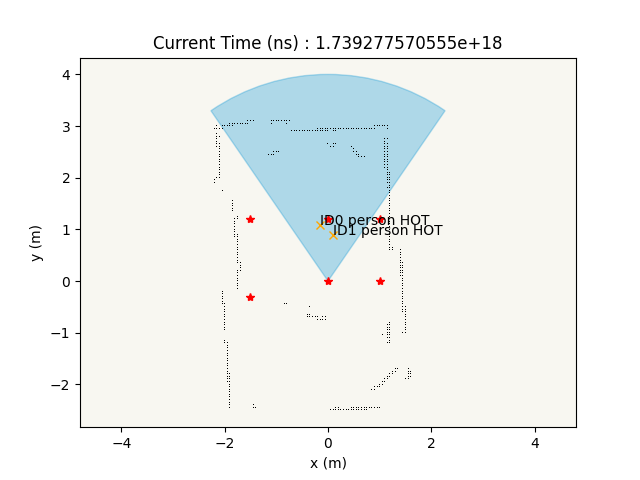 Current Time (ns) : 1.739277570555e+18
4
3
2
1
0
−1
−2
y (m)
ID0 person HOT
ID1 person HOT
−4
−2
0
2
4
x (m)